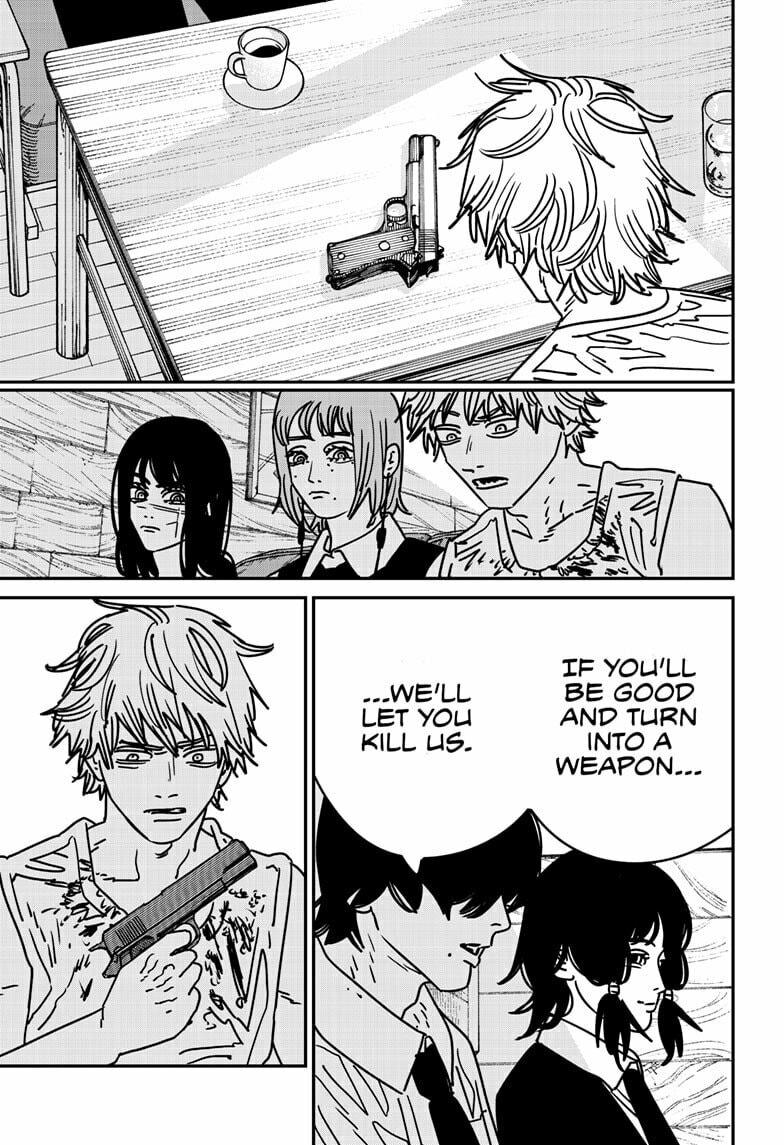 IF YOU'LL
BE GOOD
AND TURN
INTO A
WEAPON...
...WE'LL
LET YOU
KILL US.